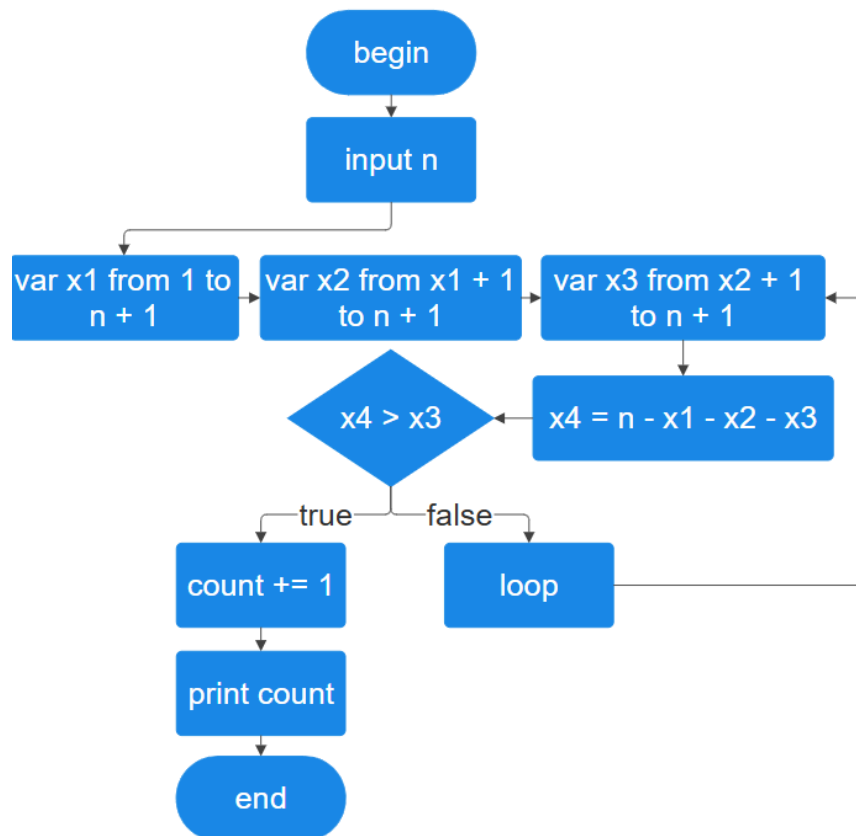 begin
input n
var x1 from 1 to
n + 1
var x2 from x1 + 1
to n + 1
var x3 from x2 + 1
to n + 1
x4 > x3
x4 = n - x1 - x2 - x3
true
false
count += 1
loop
print count
end